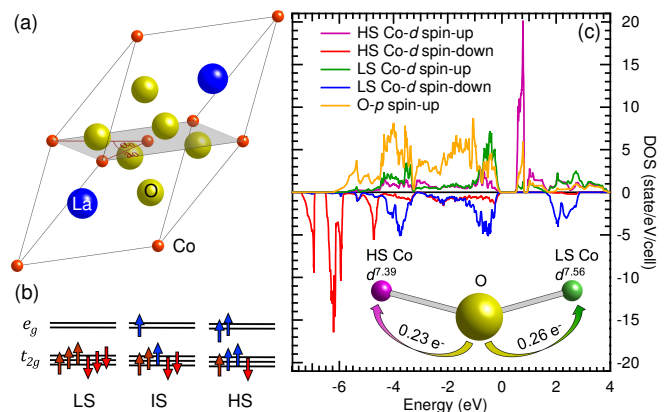 (a)
La
O
Co
(b)
e_g
t_{2g}
LS
IS
HS
(c)
HS Co-d spin-up
HS Co-d spin-down
LS Co-d spin-up
LS Co-d spin-down
O-p spin-up
20
15
10
5
0
-5
-10
-15
-20
DOS (state/eV/cell)
HS Co
d^{7.39}
O
LS Co
d^{7.56}
0.23 e^-
0.26 e^-
-6
-4
-2
0
2
4
Energy (eV)